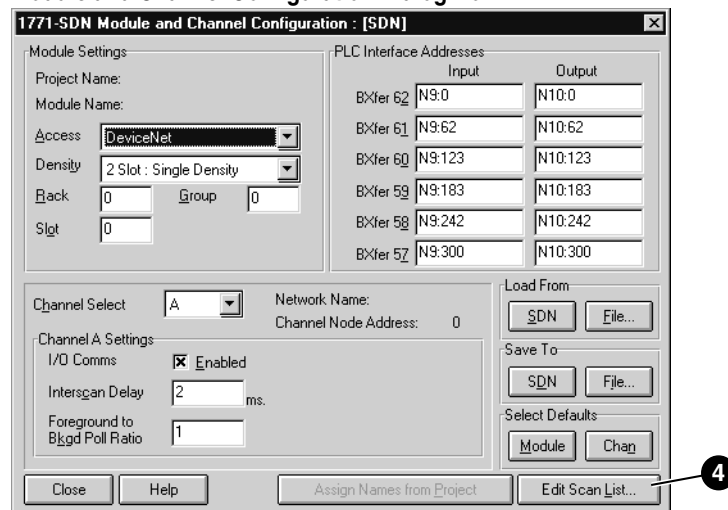 1771-SDN Module and Channel Configuration : [SDN]
Module Settings
Project Name:
Module Name:
Access DeviceNet
Density 2 Slot : Single Density
Rack 0 Group 0
Slot 0
PLC Interface Addresses
Input Output
BXfer 62 N9:0 N10:0
BXfer 61 N9:62 N10:62
BXfer 60 N9:123 N10:123
BXfer 59 N9:183 N10:183
BXfer 58 N9:242 N10:242
BXfer 57 N9:300 N10:300
Channel Select A
Network Name:
Channel Node Address: 0
Channel A Settings
I/O Comms Enabled
Interscan Delay 2 ms.
Foreground to
Bkgd Poll Ratio 1
Load From
SDN File...
Save To
SDN File...
Select Defaults
Module Chan
Close Help Assign Names from Project Edit Scan List...
4